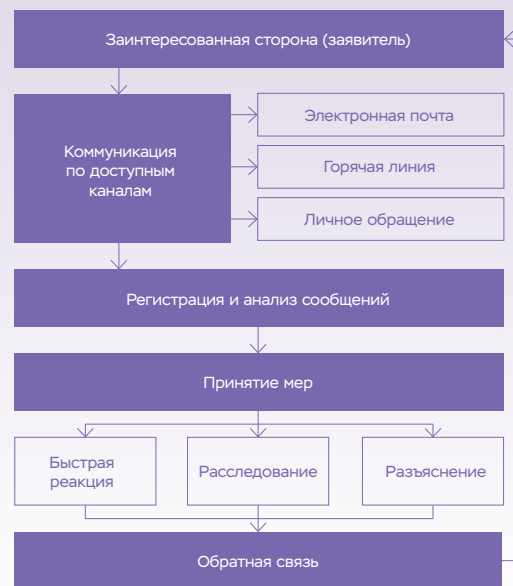 Заинтересованная сторона (заявитель)
Коммуникация
по доступным
каналам
Электронная почта
Горячая линия
Личное обращение
Регистрация и анализ сообщений
Принятие мер
Быстрая
реакция
Расследование
Разъяснение
Обратная связь